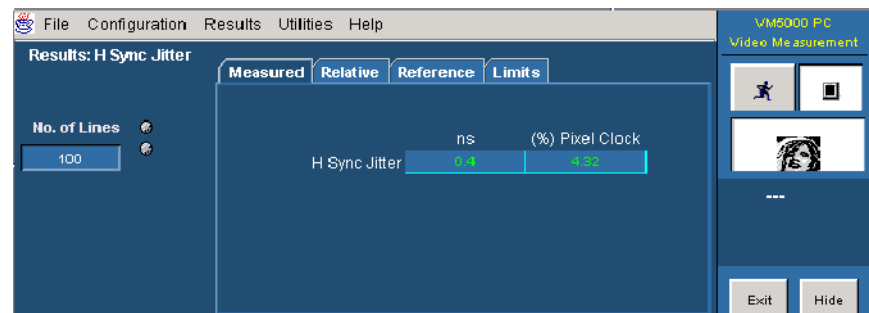 File Configuration Results Utilities Help
VM5000 PC
Video Measurement
Results: H Sync Jitter
Measured Relative Reference Limits
No. of Lines
100
ns (%) Pixel Clock
H Sync Jitter 0.4 4.32
---
Exit Hide